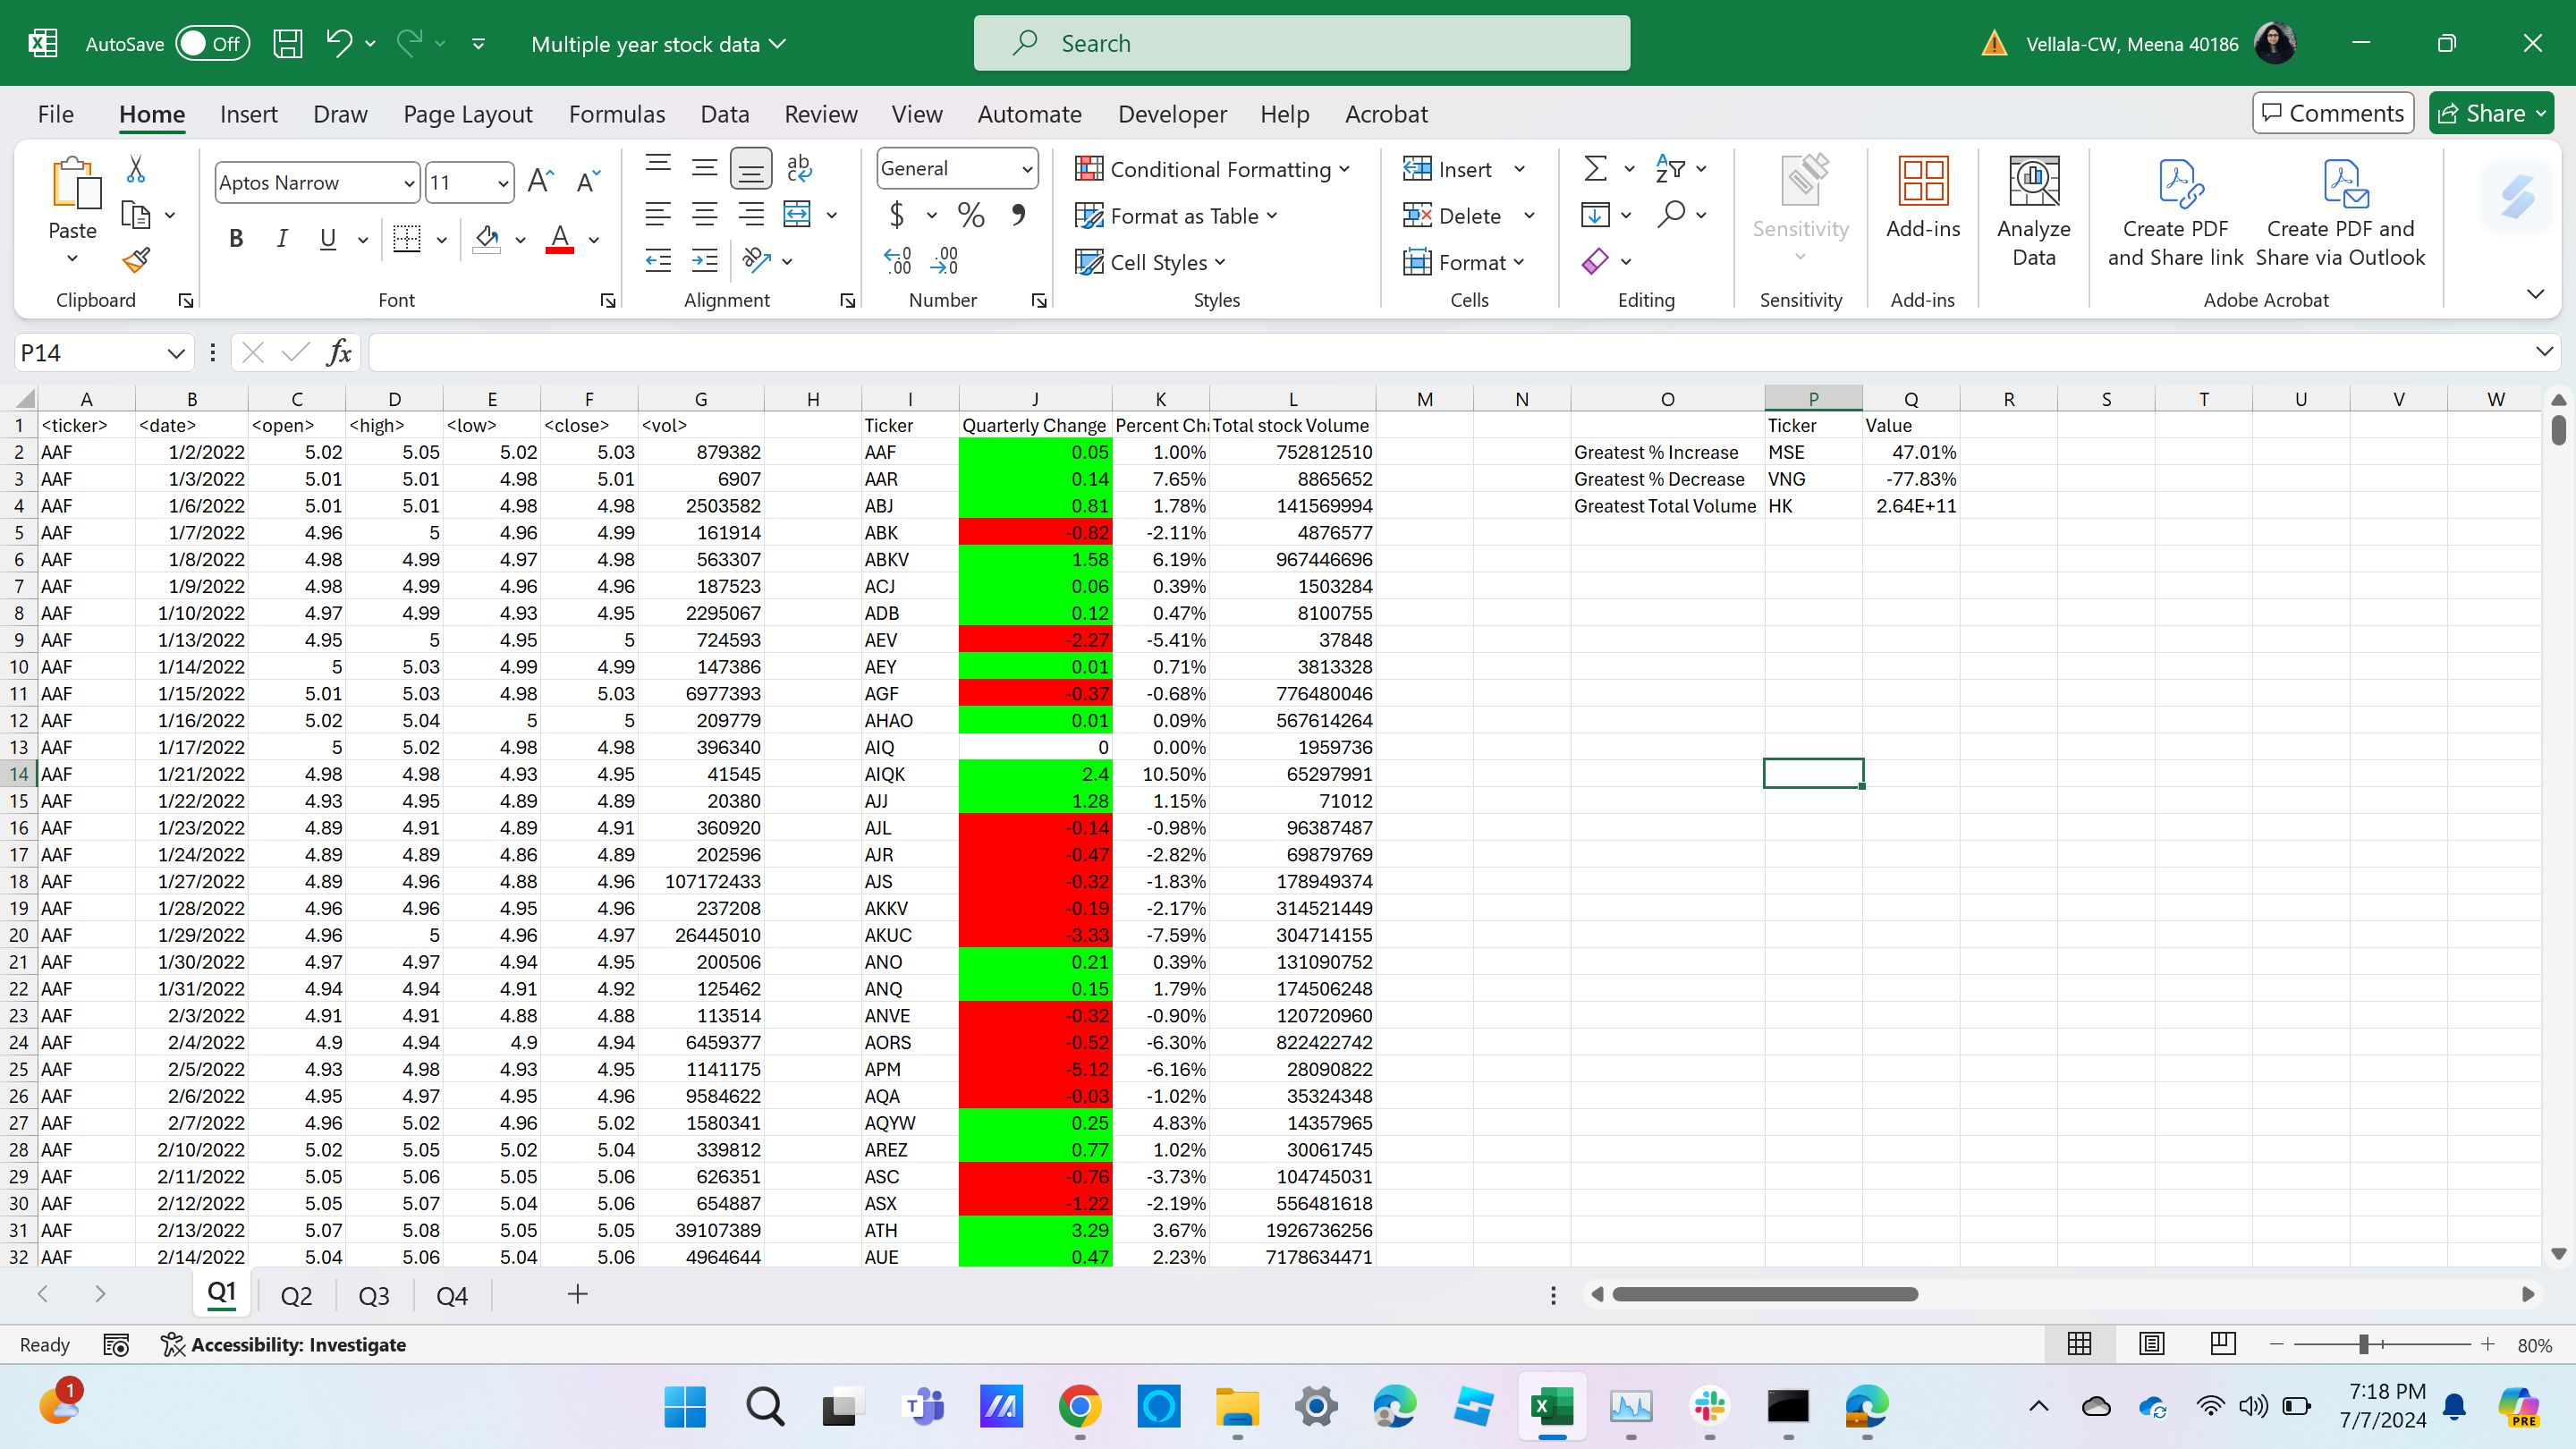 AutoSave Off Multiple year stock data Search Vellala-CW, Meena 40186
File Home Insert Draw Page Layout Formulas Data Review View Automate Developer Help Acrobat Comments Share
Paste Aptos Narrow 11 General Conditional Formatting Format as Table Cell Styles Insert Delete Format Sensitivity Add-ins Analyze Data Create PDF and Share link Create PDF and Share via Outlook
Clipboard Font Alignment Number Styles Cells Editing Sensitivity Add-ins Adobe Acrobat
P14 fx
A B C D E F G H I J K L M N O P Q R S T U V W
1 <ticker> <date> <open> <high> <low> <close> <vol> Ticker Quarterly Change Percent Cha Total stock Volume Ticker Value
2 AAF 1/2/2022 5.02 5.05 5.02 5.03 879382 AAF 0.05 1.00% 752812510 Greatest % Increase MSE 47.01%
3 AAF 1/3/2022 5.01 5.01 4.98 5.01 6907 AAR 0.14 7.65% 8865652 Greatest % Decrease VNG -77.83%
4 AAF 1/6/2022 5.01 5.01 4.98 4.98 2503582 ABJ 0.81 1.78% 141569994 Greatest Total Volume HK 2.64E+11
5 AAF 1/7/2022 4.96 5 4.96 4.99 161914 ABK -0.82 -2.11% 4876577
6 AAF 1/8/2022 4.98 4.99 4.97 4.98 563307 ABKV 1.58 6.19% 967446696
7 AAF 1/9/2022 4.98 4.99 4.96 4.96 187523 ACJ 0.06 0.39% 1503284
8 AAF 1/10/2022 4.97 4.99 4.93 4.95 2295067 ADB 0.12 0.47% 8100755
9 AAF 1/13/2022 4.95 5 4.95 5 724593 AEV -2.27 -5.41% 37848
10 AAF 1/14/2022 5 5.03 4.99 4.99 147386 AEY 0.01 0.71% 3813328
11 AAF 1/15/2022 5.01 5.03 4.98 5.03 6977393 AGF -0.37 -0.68% 776480046
12 AAF 1/16/2022 5.02 5.04 5 5 209779 AHAO 0.01 0.09% 567614264
13 AAF 1/17/2022 5 5.02 4.98 4.98 396340 AIQ 0 0.00% 1959736
14 AAF 1/21/2022 4.98 4.98 4.93 4.95 41545 AIQK 2.4 10.50% 65297991
15 AAF 1/22/2022 4.93 4.95 4.89 4.89 20380 AJJ 1.28 1.15% 71012
16 AAF 1/23/2022 4.89 4.91 4.89 4.91 360920 AJL -0.14 -0.98% 96387487
17 AAF 1/24/2022 4.89 4.89 4.86 4.89 202596 AJR -0.47 -2.82% 69879769
18 AAF 1/27/2022 4.89 4.96 4.88 4.96 107172433 AJS -0.32 -1.83% 178949374
19 AAF 1/28/2022 4.96 4.96 4.95 4.96 237208 AKKV -0.19 -2.17% 314521449
20 AAF 1/29/2022 4.96 5 4.96 4.97 26445010 AKUC -3.33 -7.59% 304714155
21 AAF 1/30/2022 4.97 4.97 4.94 4.95 200506 ANO 0.21 0.39% 131090752
22 AAF 1/31/2022 4.94 4.94 4.91 4.92 125462 ANQ 0.15 1.79% 174506248
23 AAF 2/3/2022 4.91 4.91 4.88 4.88 113514 ANVE -0.32 -0.90% 120720960
24 AAF 2/4/2022 4.9 4.94 4.9 4.94 6459377 AORS -0.52 -6.30% 822422742
25 AAF 2/5/2022 4.93 4.98 4.93 4.95 1141175 APM -5.12 -6.16% 28090822
26 AAF 2/6/2022 4.95 4.97 4.95 4.96 9584622 AQA -0.03 -1.02% 35324348
27 AAF 2/7/2022 4.96 5.02 4.96 5.02 1580341 AQYW 0.25 4.83% 14357965
28 AAF 2/10/2022 5.02 5.05 5.02 5.04 339812 AREZ 0.77 1.02% 30061745
29 AAF 2/11/2022 5.05 5.06 5.05 5.06 626351 ASC -0.76 -3.73% 104745031
30 AAF 2/12/2022 5.05 5.07 5.04 5.06 654887 ASX -1.22 -2.19% 556481618
31 AAF 2/13/2022 5.07 5.08 5.05 5.05 39107389 ATH 3.29 3.67% 1926736256
32 AAF 2/14/2022 5.04 5.06 5.04 5.06 4964644 AUE 0.47 2.23% 7178634471
Q1 Q2 Q3 Q4
Ready Accessibility: Investigate 80%
1 7:18 PM
7/7/2024 PRE